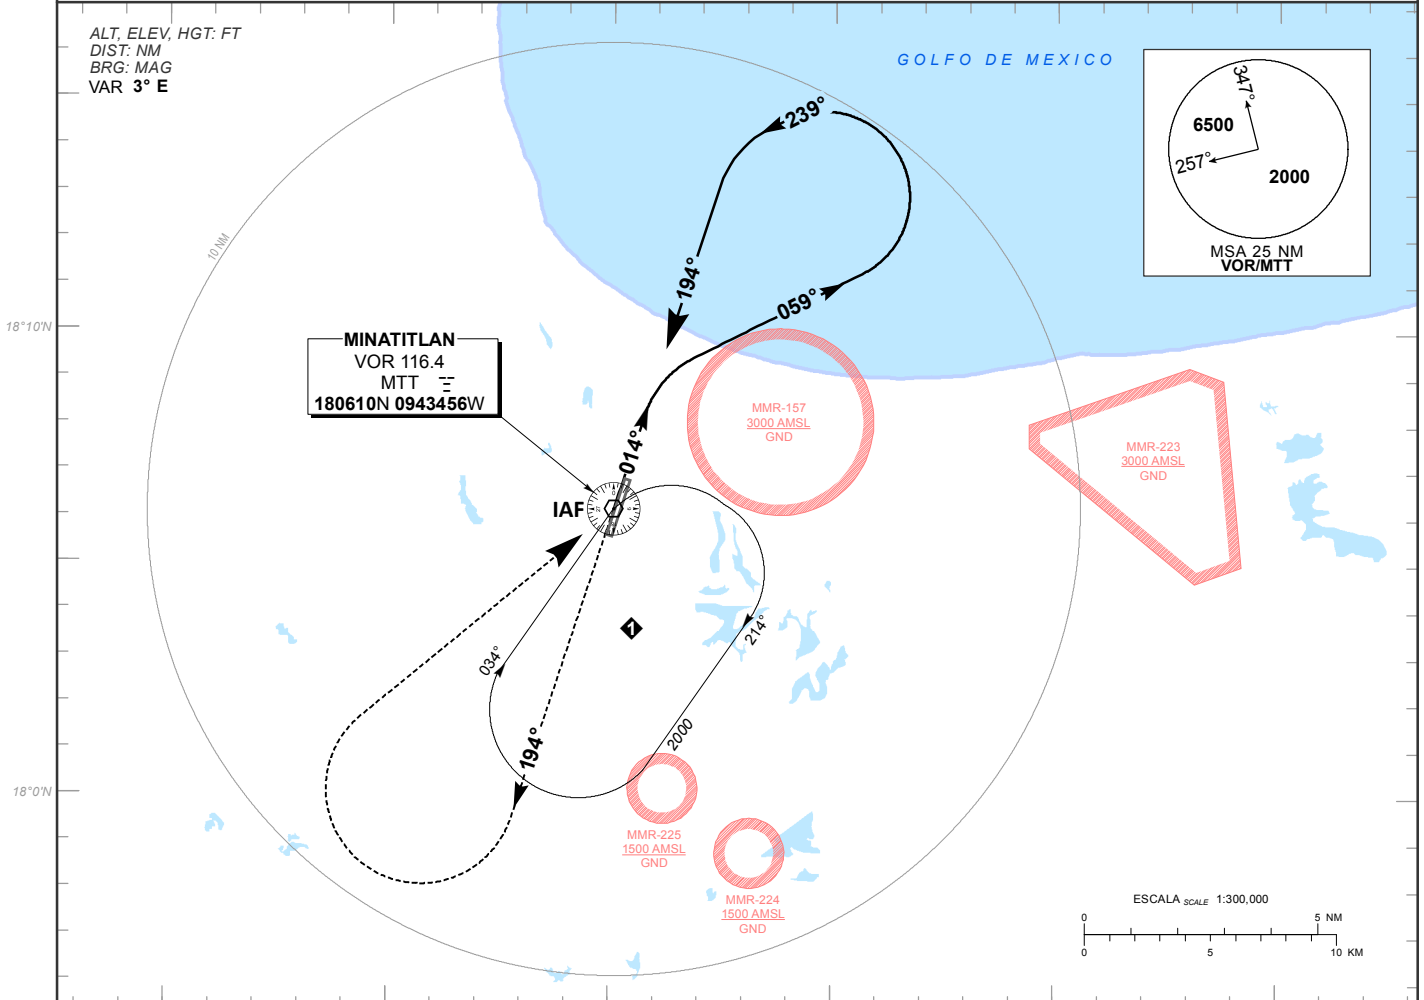 ALT, ELEV, HGT: FT
DIST: NM
BRG: MAG
VAR 3° E
GOLFO DE MEXICO
347°
6500
257°
2000
MSA 25 NM
VOR/MTT
239°
10 NM
194°
059°
18°10'N
MINATITLAN
VOR 116.4
MTT
180610N 0943456W
MMR-157
3000 AMSL
GND
MMR-223
3000 AMSL
GND
014°
IAF
1
214°
034°
2000
194°
18°0'N
MMR-225
1500 AMSL
GND
MMR-224
1500 AMSL
GND
ESCALA SCALE 1:300,000
0 5 NM
0 5 10 KM